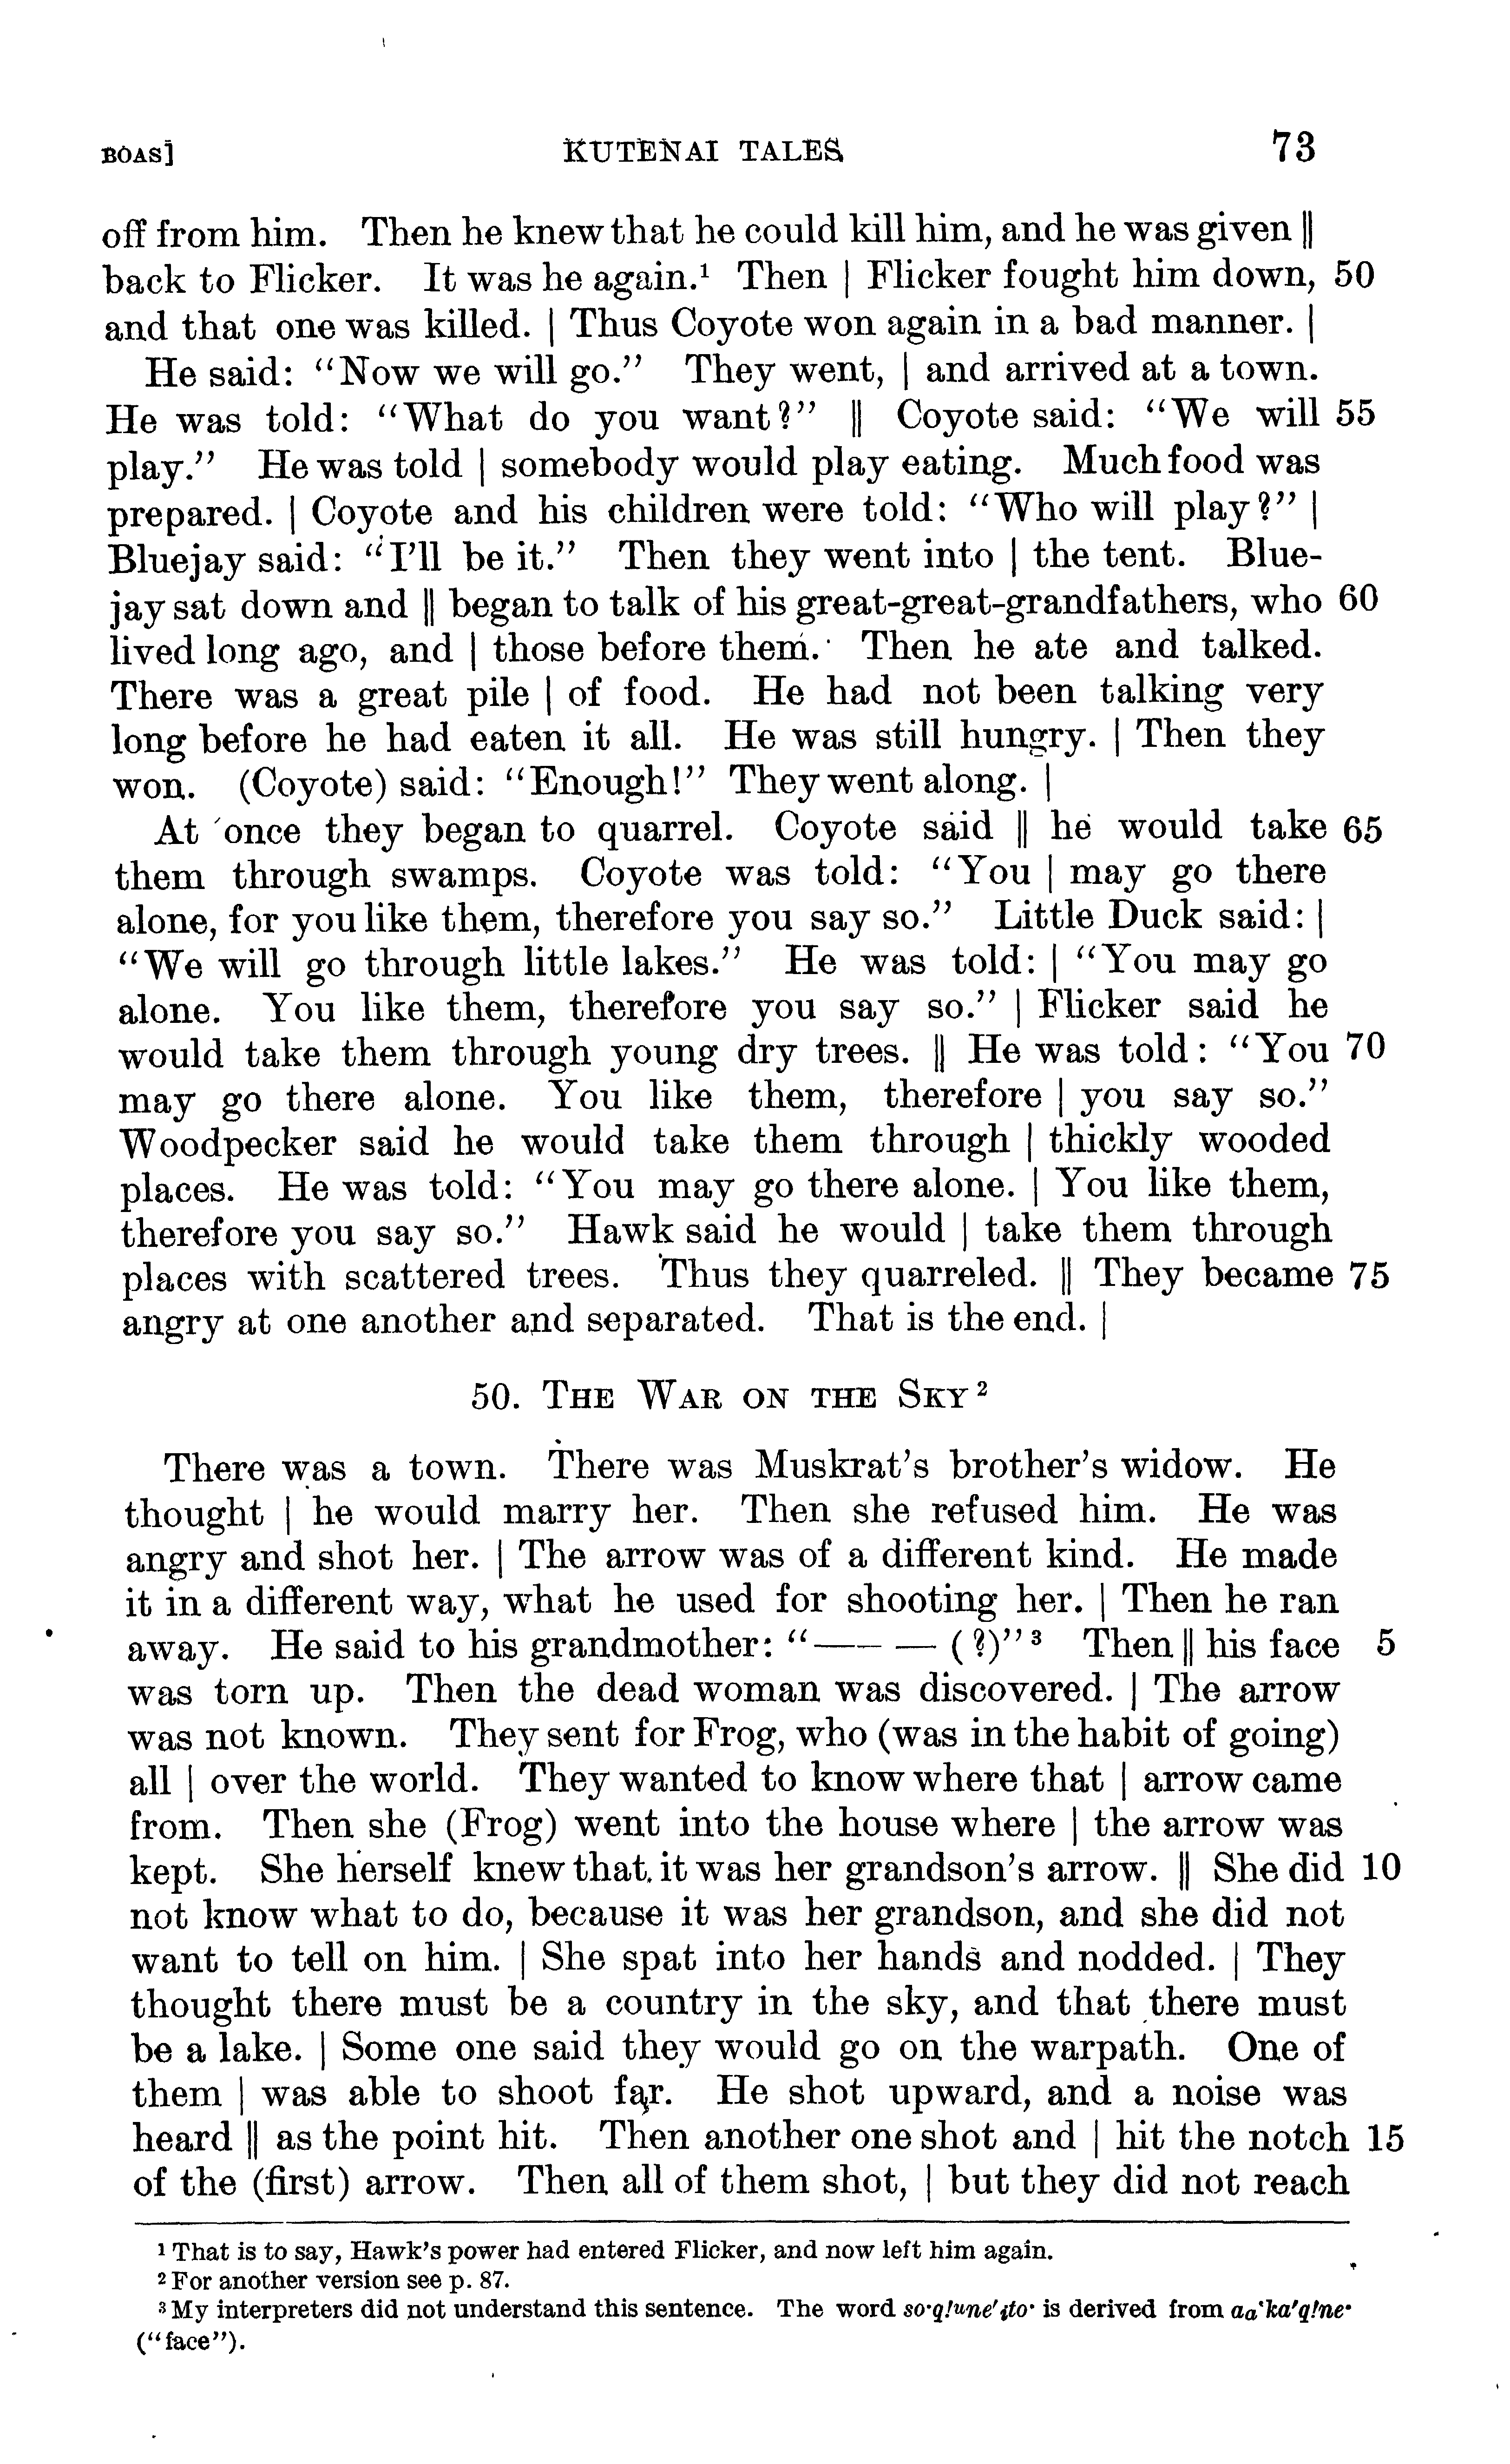 BOAS] KUTENAI TALES 73
off from him. Then he knew that he could kill him, and he was given ||
back to Flicker. It was he again.¹ Then | Flicker fought him down, 50
and that one was killed. | Thus Coyote won again in a bad manner. |
He said: “Now we will go.” They went, | and arrived at a town.
He was told: “What do you want?” || Coyote said: “We will 55
play.” He was told | somebody would play eating. Much food was
prepared. | Coyote and his children were told: “Who will play?” |
Bluejay said: “I’ll be it.” Then they went into | the tent. Blue-
jay sat down and || began to talk of his great-great-grandfathers, who 60
lived long ago, and | those before them. Then he ate and talked.
There was a great pile | of food. He had not been talking very
long before he had eaten it all. He was still hungry. | Then they
won. (Coyote) said: “Enough!” They went along. |
At once they began to quarrel. Coyote said || he would take 65
them through swamps. Coyote was told: “You | may go there
alone, for you like them, therefore you say so.” Little Duck said: |
“We will go through little lakes.” He was told: | “You may go
alone. You like them, therefore you say so.” | Flicker said he
would take them through young dry trees. || He was told: “You 70
may go there alone. You like them, therefore | you say so.”
Woodpecker said he would take them through | thickly wooded
places. He was told: “You may go there alone. | You like them,
therefore you say so.” Hawk said he would | take them through
places with scattered trees. Thus they quarreled. || They became 75
angry at one another and separated. That is the end. |
50. THE WAR ON THE SKY ²
There was a town. There was Muskrat’s brother’s widow. He
thought | he would marry her. Then she refused him. He was
angry and shot her. | The arrow was of a different kind. He made
it in a different way, what he used for shooting her. | Then he ran
away. He said to his grandmother: “—— — (?)” ³ Then || his face 5
was torn up. Then the dead woman was discovered. | The arrow
was not known. They sent for Frog, who (was in the habit of going)
all | over the world. They wanted to know where that | arrow came
from. Then she (Frog) went into the house where | the arrow was
kept. She herself knew that it was her grandson’s arrow. || She did 10
not know what to do, because it was her grandson, and she did not
want to tell on him. | She spat into her hands and nodded. | They
thought there must be a country in the sky, and that there must
be a lake. | Some one said they would go on the warpath. One of
them | was able to shoot far. He shot upward, and a noise was
heard || as the point hit. Then another one shot and | hit the notch 15
of the (first) arrow. Then all of them shot, | but they did not reach
¹ That is to say, Hawk’s power had entered Flicker, and now left him again.
² For another version see p. 87.
³ My interpreters did not understand this sentence. The word so·q!ᵘne′ᵢto· is derived from aₐ‘ka′q!ne·
(“face”).